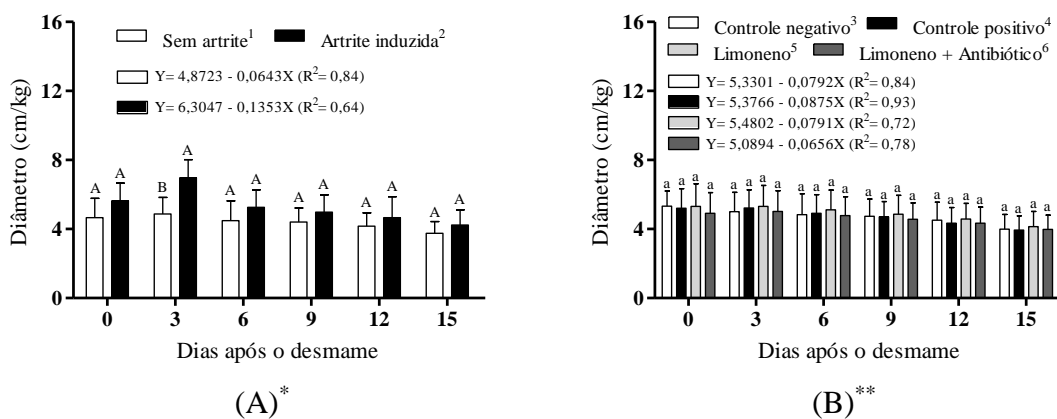 16
12
8
4
0
Diâmetro (cm/kg)
Sem artrite¹ Artrite induzida²
Y= 4,8723 - 0,0643X (R²= 0,84)
Y= 6,3047 - 0,1353X (R²= 0,64)
A A B A A A A A A A A A
0 3 6 9 12 15
Dias após o desmame
(A)*
16
12
8
4
0
Diâmetro (cm/kg)
Controle negativo³ Controle positivo⁴
Limoneno⁵ Limoneno + Antibiótico⁶
Y= 5,3301 - 0,0792X (R²= 0,84)
Y= 5,3766 - 0,0875X (R²= 0,93)
Y= 5,4802 - 0,0791X (R²= 0,72)
Y= 5,0894 - 0,0656X (R²= 0,78)
a a a a a a a a a a a a a a a a a a a a a a a a
0 3 6 9 12 15
Dias após o desmame
(B)**